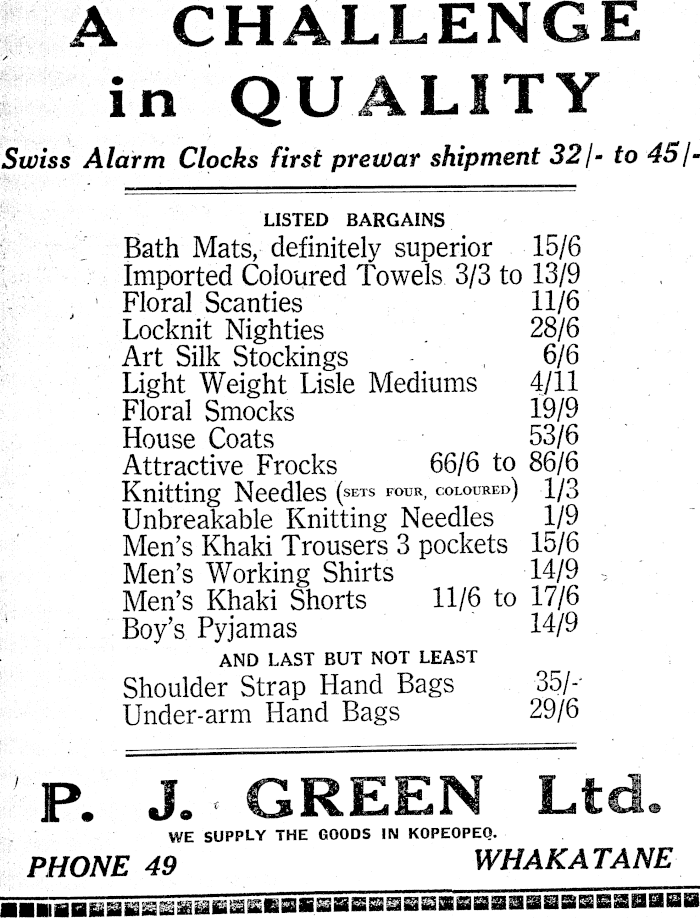 A CHALLENGE
in QUALITY
Swiss Alarm Clocks first prewar shipment 32/- to 45/-
LISTED BARGAINS
Bath Mats, definitely superior 15/6
Imported Coloured Towels 3/3 to 13/9
Floral Scanties 11/6
Locknit Nighties 28/6
Art Silk Stockings 6/6
Light Weight Lisle Mediums 4/11
Floral Smocks 19/9
House Coats 53/6
Attractive Frocks 66/6 to 86/6
Knitting Needles (SETS FOUR, COLOURED) 1/3
Unbreakable Knitting Needles 1/9
Men's Khaki Trousers 3 pockets 15/6
Men's Working Shirts 14/9
Men's Khaki Shorts 11/6 to 17/6
Boy's Pyjamas 14/9
AND LAST BUT NOT LEAST
Shoulder Strap Hand Bags 35/-
Under-arm Hand Bags 29/6
P. J. GREEN Ltd.
WE SUPPLY THE GOODS IN KOPEOPEO.
PHONE 49 WHAKATANE